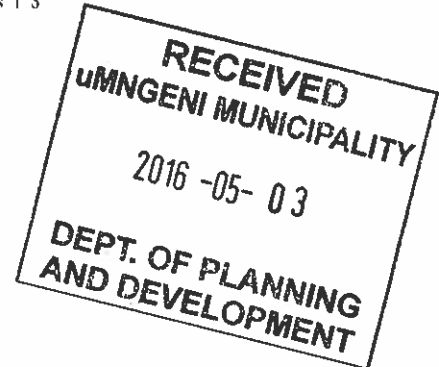 RECEIVED
uMNGENI MUNICIPALITY
2016 -05- 03
DEPT. OF PLANNING
AND DEVELOPMENT